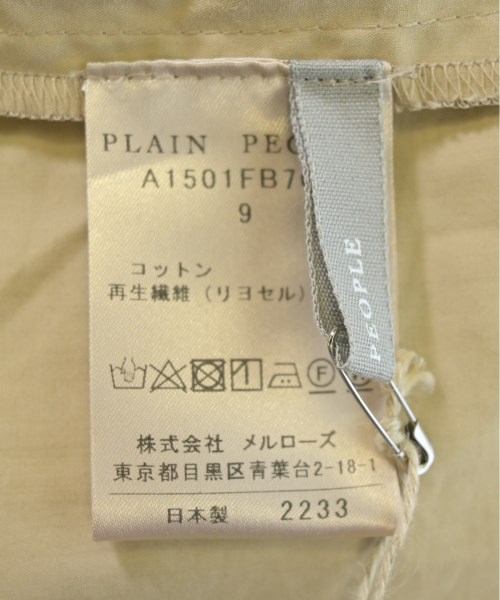 PLAIN
A1501FB7
9
コットン
再生繊維（リヨセル）
F W
株式会社 メルローズ
東京都目黒区青葉台2-18-1
日本製 2233
PEOPLE